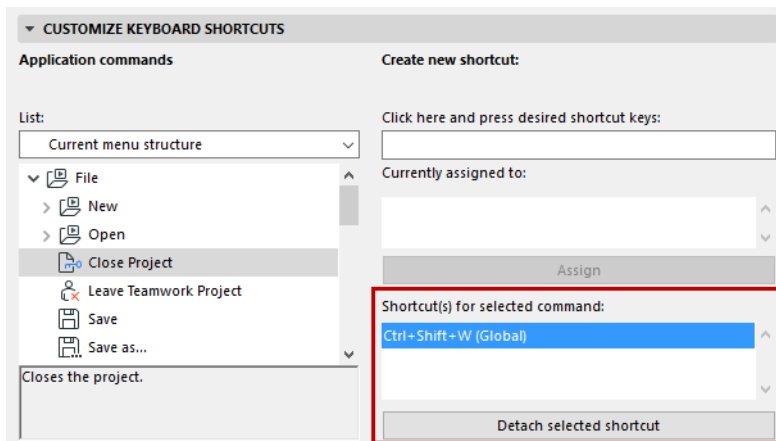 CUSTOMIZE KEYBOARD SHORTCUTS
Application commands
Create new shortcut:
List:
Click here and press desired shortcut keys:
Current menu structure
File
New
Open
Close Project
Leave Teamwork Project
Save
Save as...
Closes the project.
Currently assigned to:
Assign
Shortcut(s) for selected command:
Ctrl+Shift+W (Global)
Detach selected shortcut